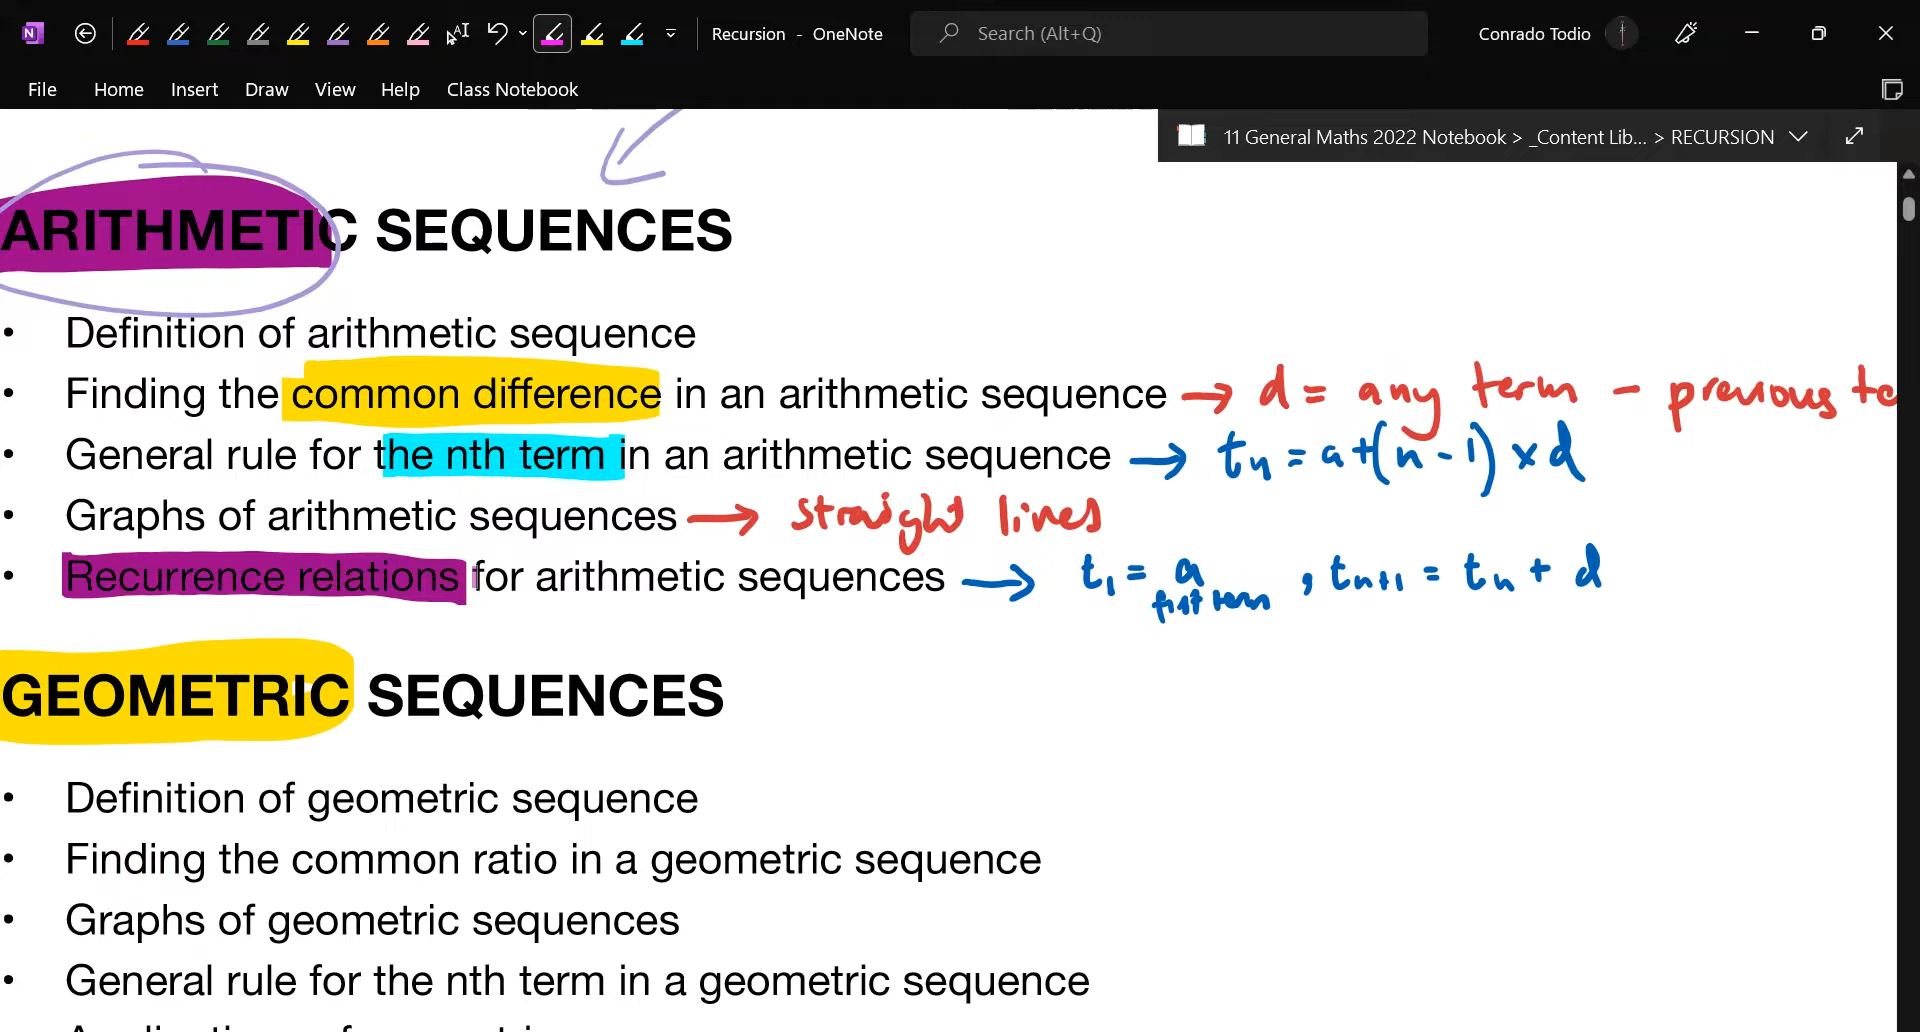 Recursion - OneNote
Search (Alt+Q)
Conrado Todio
File Home Insert Draw View Help Class Notebook
11 General Maths 2022 Notebook > _Content Lib... > RECURSION
ARITHMETIC SEQUENCES
• Definition of arithmetic sequence
• Finding the common difference in an arithmetic sequence → d = any term - previous te
• General rule for the nth term in an arithmetic sequence → tn = a+(n-1) × d
• Graphs of arithmetic sequences → straight lines
• Recurrence relations for arithmetic sequences → t1 = a , tn+1 = tn + d
first term
GEOMETRIC SEQUENCES
• Definition of geometric sequence
• Finding the common ratio in a geometric sequence
• Graphs of geometric sequences
• General rule for the nth term in a geometric sequence